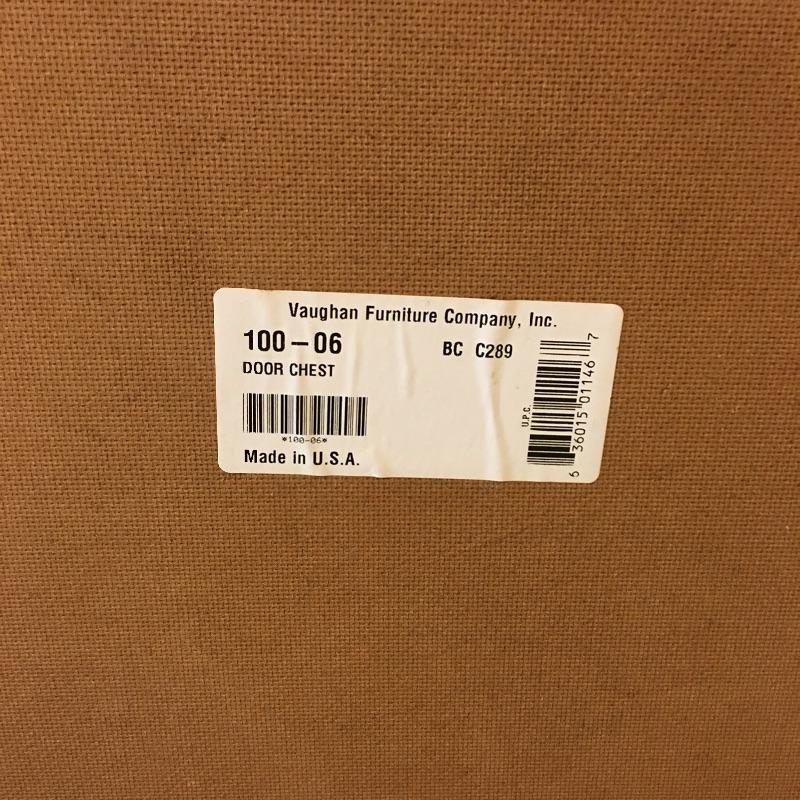 Vaughan Furniture Company, Inc.
100-06
BC C289
DOOR CHEST
*100-06*
Made in U.S.A.
U.P.C.
6 36015 01146 7